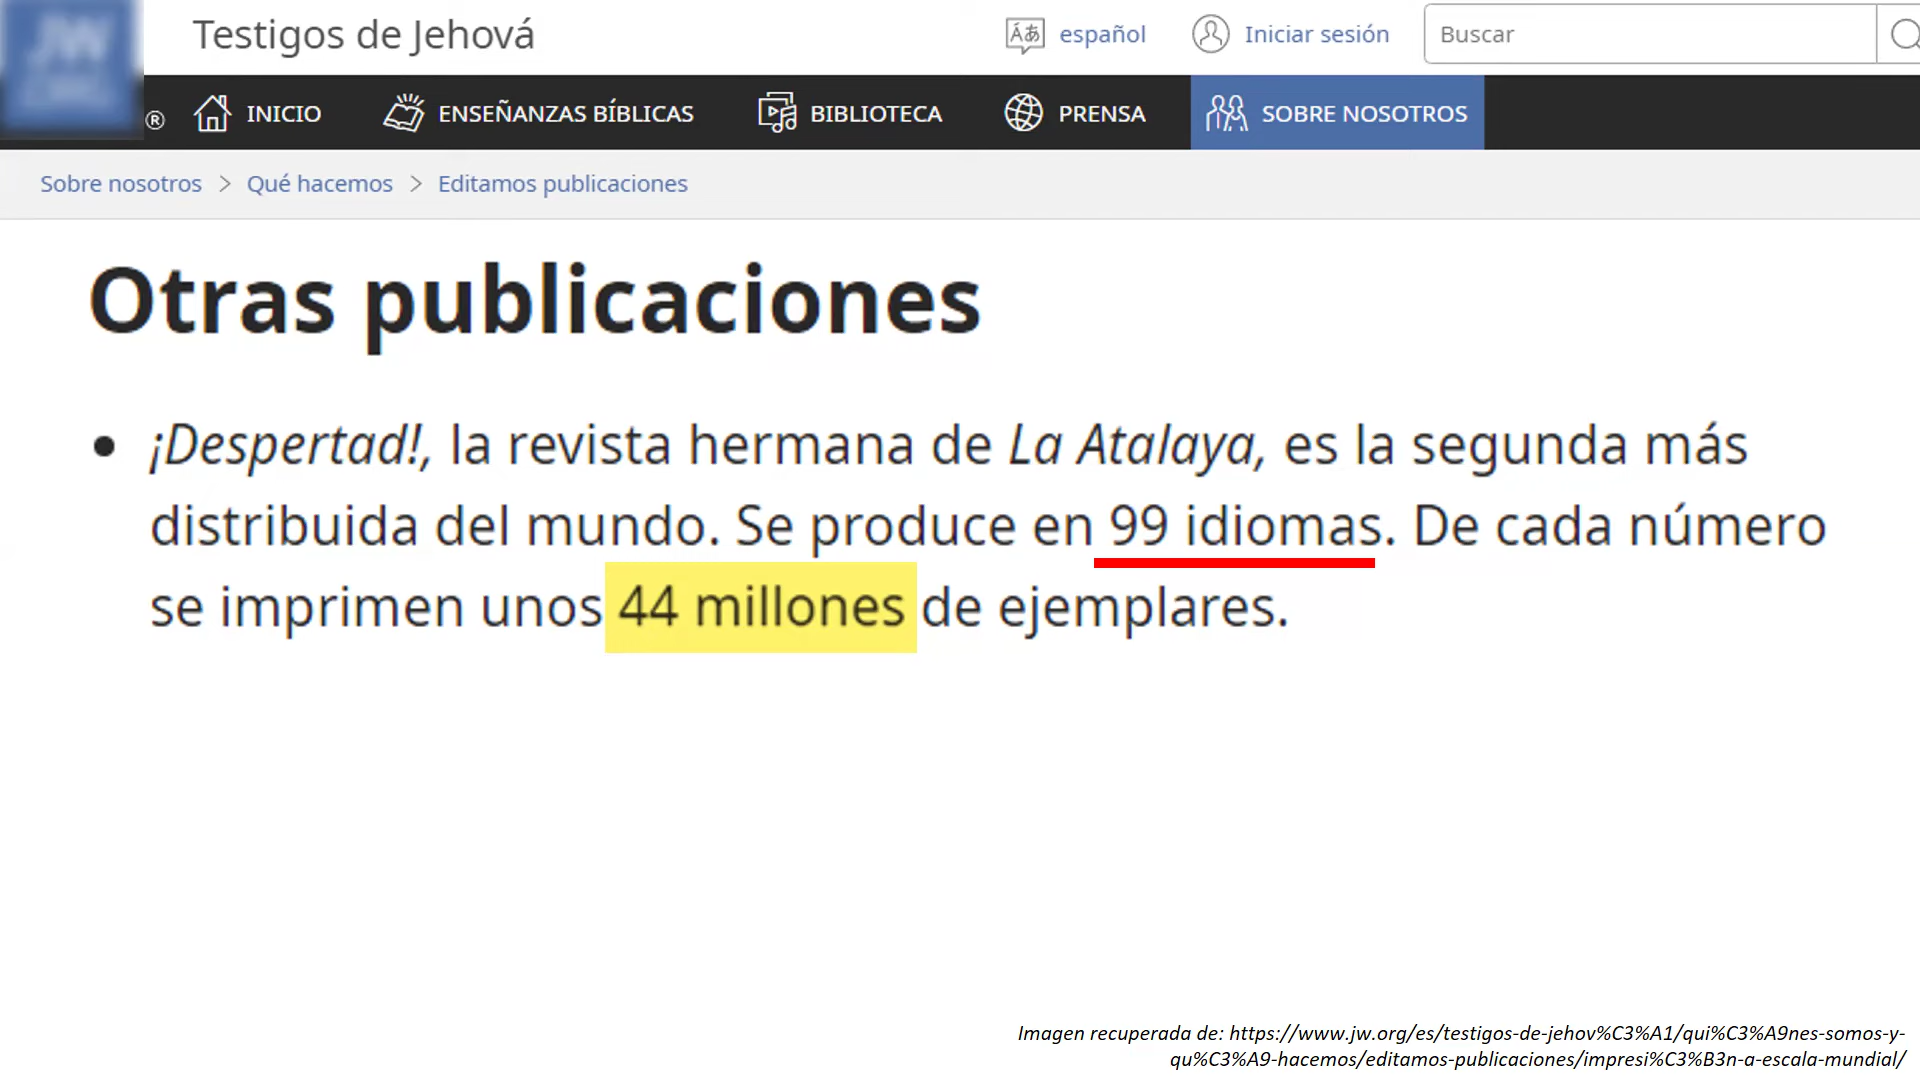 JW
ORG
®
Testigos de Jehová
español
Iniciar sesión
Buscar
INICIO
ENSEÑANZAS BÍBLICAS
BIBLIOTECA
PRENSA
SOBRE NOSOTROS
Sobre nosotros > Qué hacemos > Editamos publicaciones
Otras publicaciones
• ¡Despertad!, la revista hermana de La Atalaya, es la segunda más
distribuida del mundo. Se produce en 99 idiomas. De cada número
se imprimen unos 44 millones de ejemplares.
Imagen recuperada de: https://www.jw.org/es/testigos-de-jehov%C3%A1/qui%C3%A9nes-somos-y-
qu%C3%A9-hacemos/editamos-publicaciones/impresi%C3%B3n-a-escala-mundial/